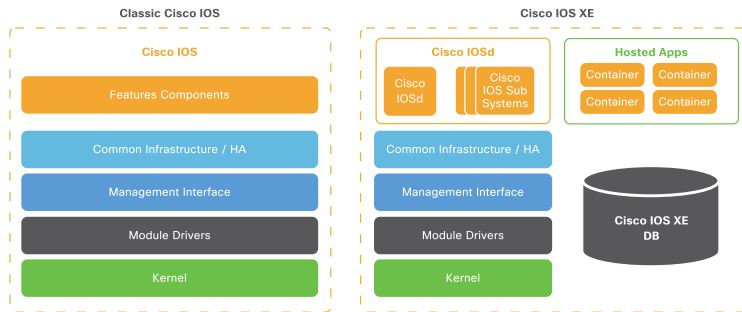 Classic Cisco IOS
Cisco IOS
Features Components
Common Infrastructure / HA
Management Interface
Module Drivers
Kernel
Cisco IOS XE
Cisco IOSd
Cisco
IOSd
Cisco
IOS Sub
Systems
Hosted Apps
Container
Container
Container
Container
Common Infrastructure / HA
Management Interface
Module Drivers
Kernel
Cisco IOS XE
DB